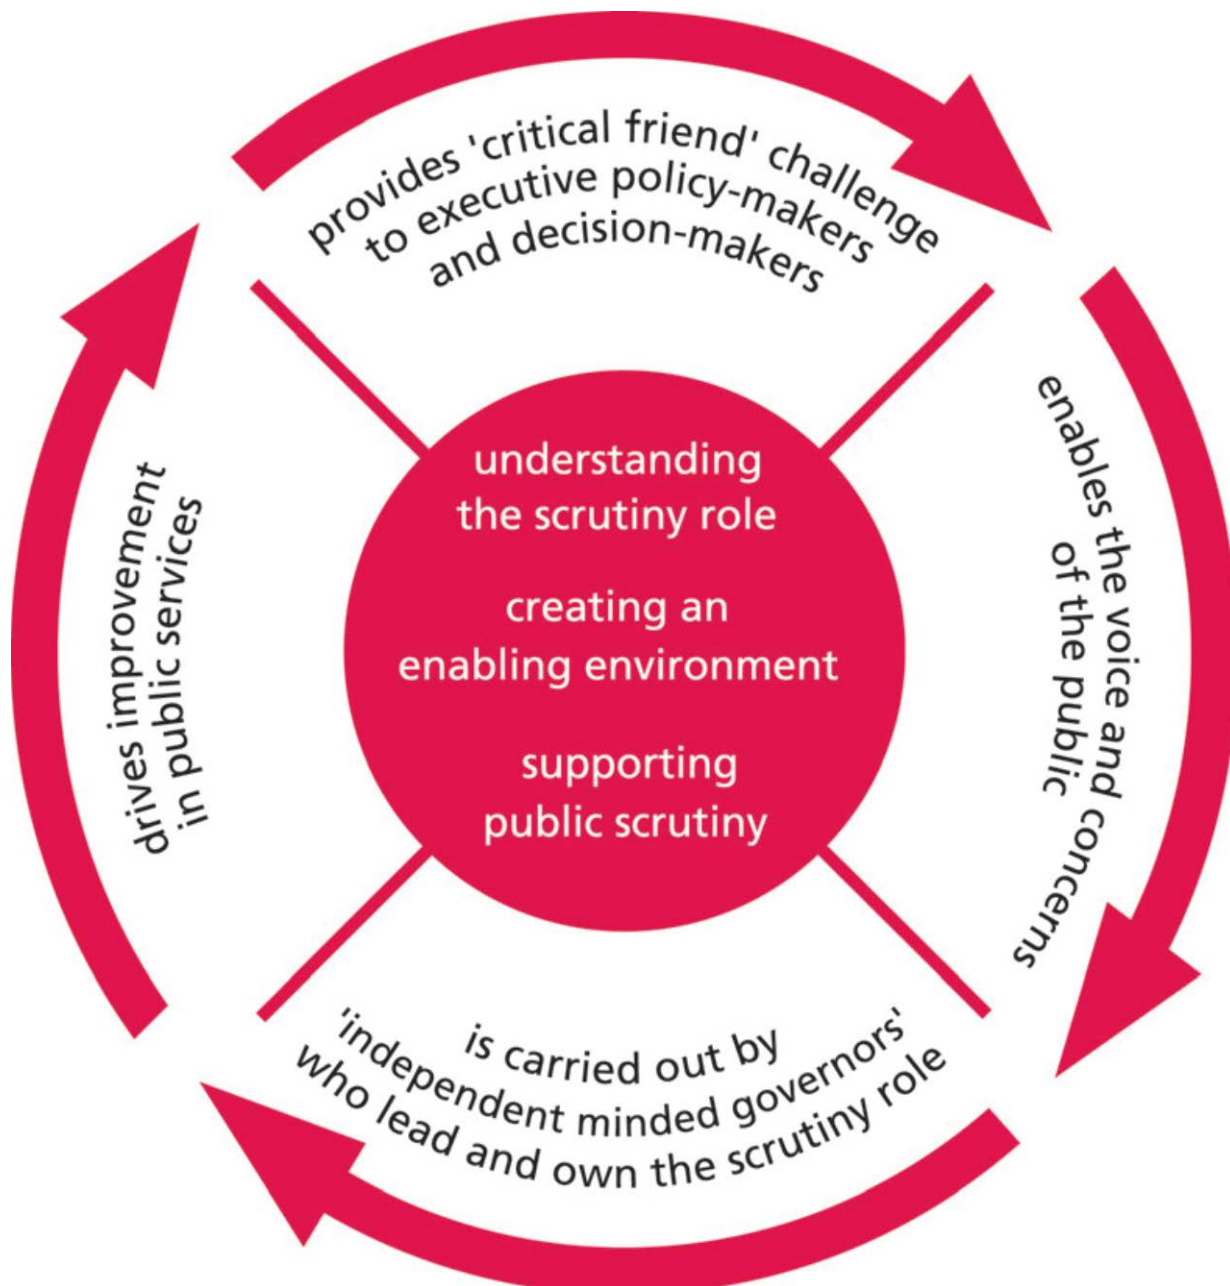 provides 'critical friend' challenge
to executive policy-makers
and decision-makers
enables the voice and concerns
of the public
is carried out by
'independent minded governors'
who lead and own the scrutiny role
drives improvement
in public services
understanding
the scrutiny role
creating an
enabling environment
supporting
public scrutiny